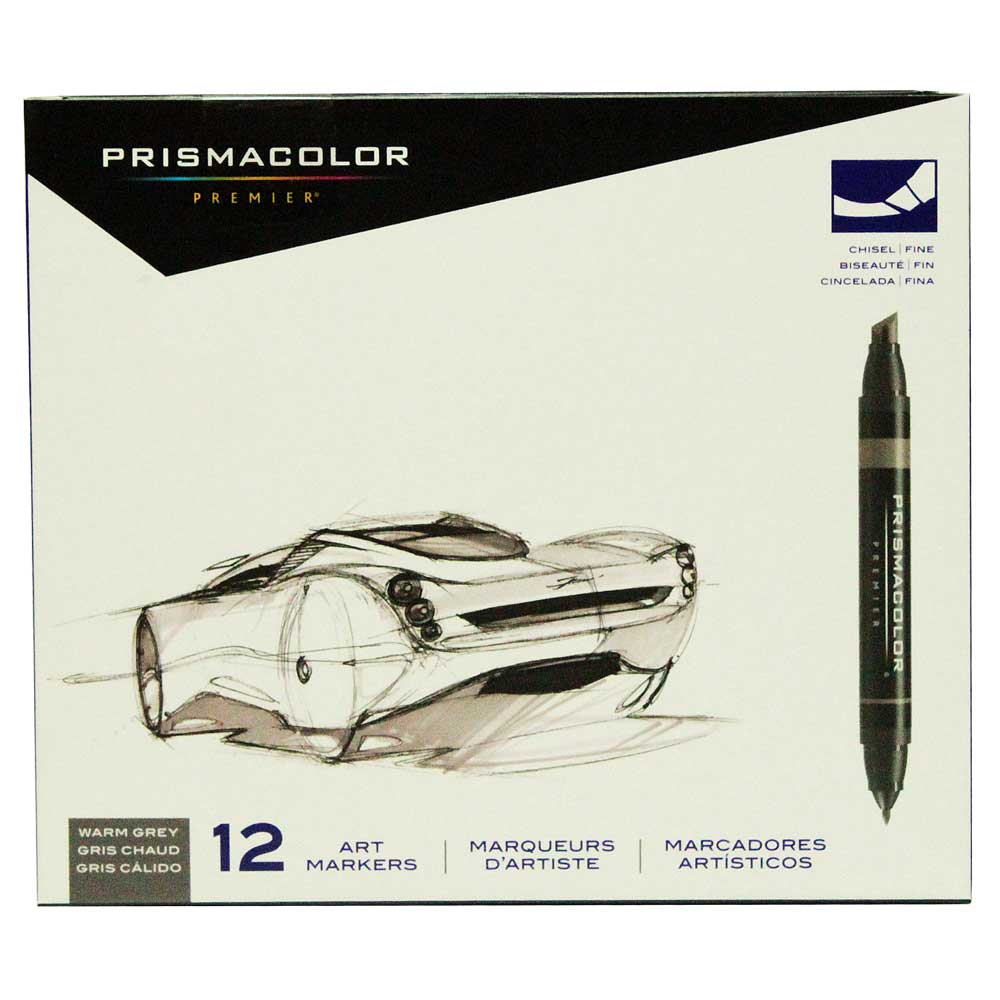 PRISMACOLOR
PREMIER®
CHISEL | FINE
BISEAUTÉ | FIN
CINCELADA | FINA
PRISMACOLOR®
PREMIER
WARM GREY
GRIS CHAUD
GRIS CÁLIDO
12
ART
MARKERS
MARQUEURS
D'ARTISTE
MARCADORES
ARTÍSTICOS